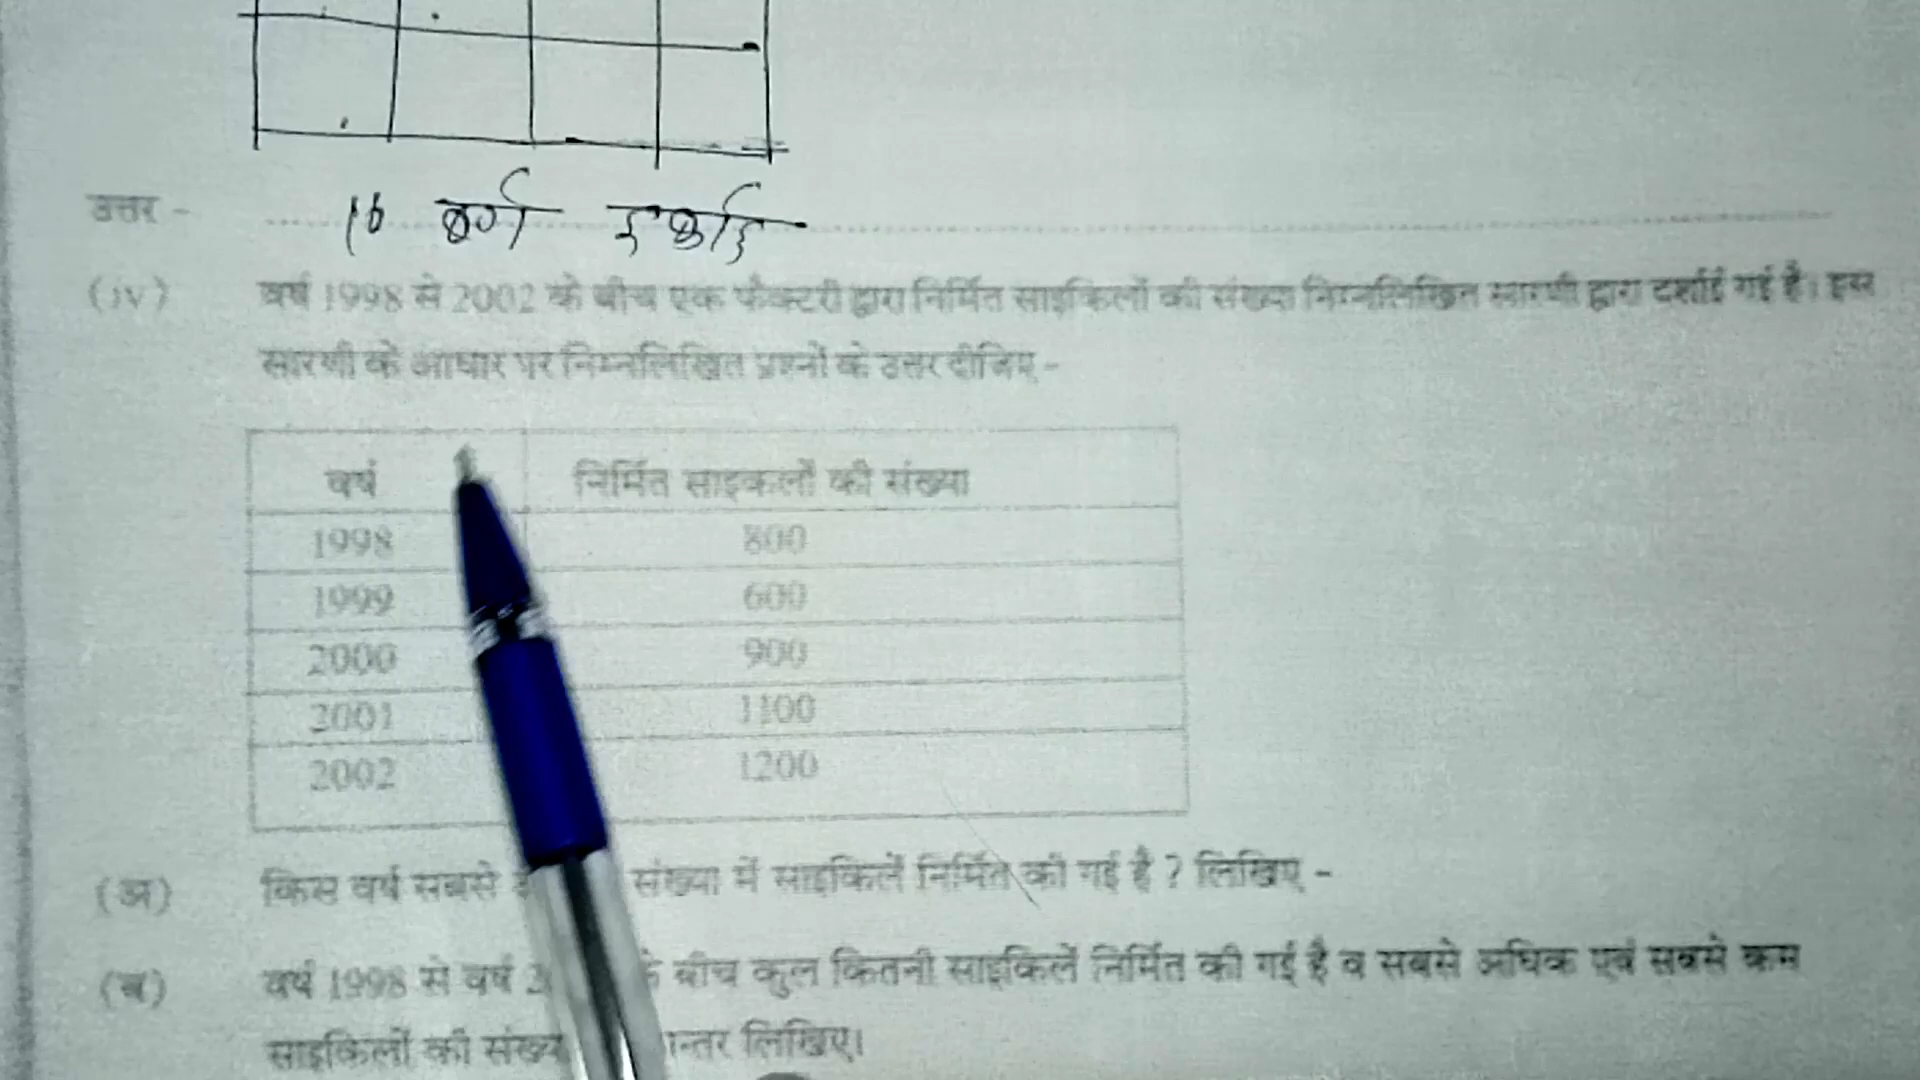 उत्तर - 16 वर्ग इकाई
(iv) वर्ष 1998 से 2002 के बीच एक फैक्टरी द्वारा निर्मित साइकिलों की संख्या निम्नलिखित सारणी द्वारा दर्शाई गई है। इस
सारणी के आधार पर निम्नलिखित प्रश्नों के उत्तर दीजिए -
वर्ष निर्मित साइकलों की संख्या
1998 800
1999 600
2000 900
2001 1100
2002 1200
(अ) किस वर्ष सबसे संख्या में साइकिलें निर्मित की गई है ? लिखिए -
(ब) वर्ष 1998 से वर्ष के बीच कुल कितनी साइकिलें निर्मित की गई है व सबसे अधिक एवं सबसे कम
साइकिलों की लिखिए।